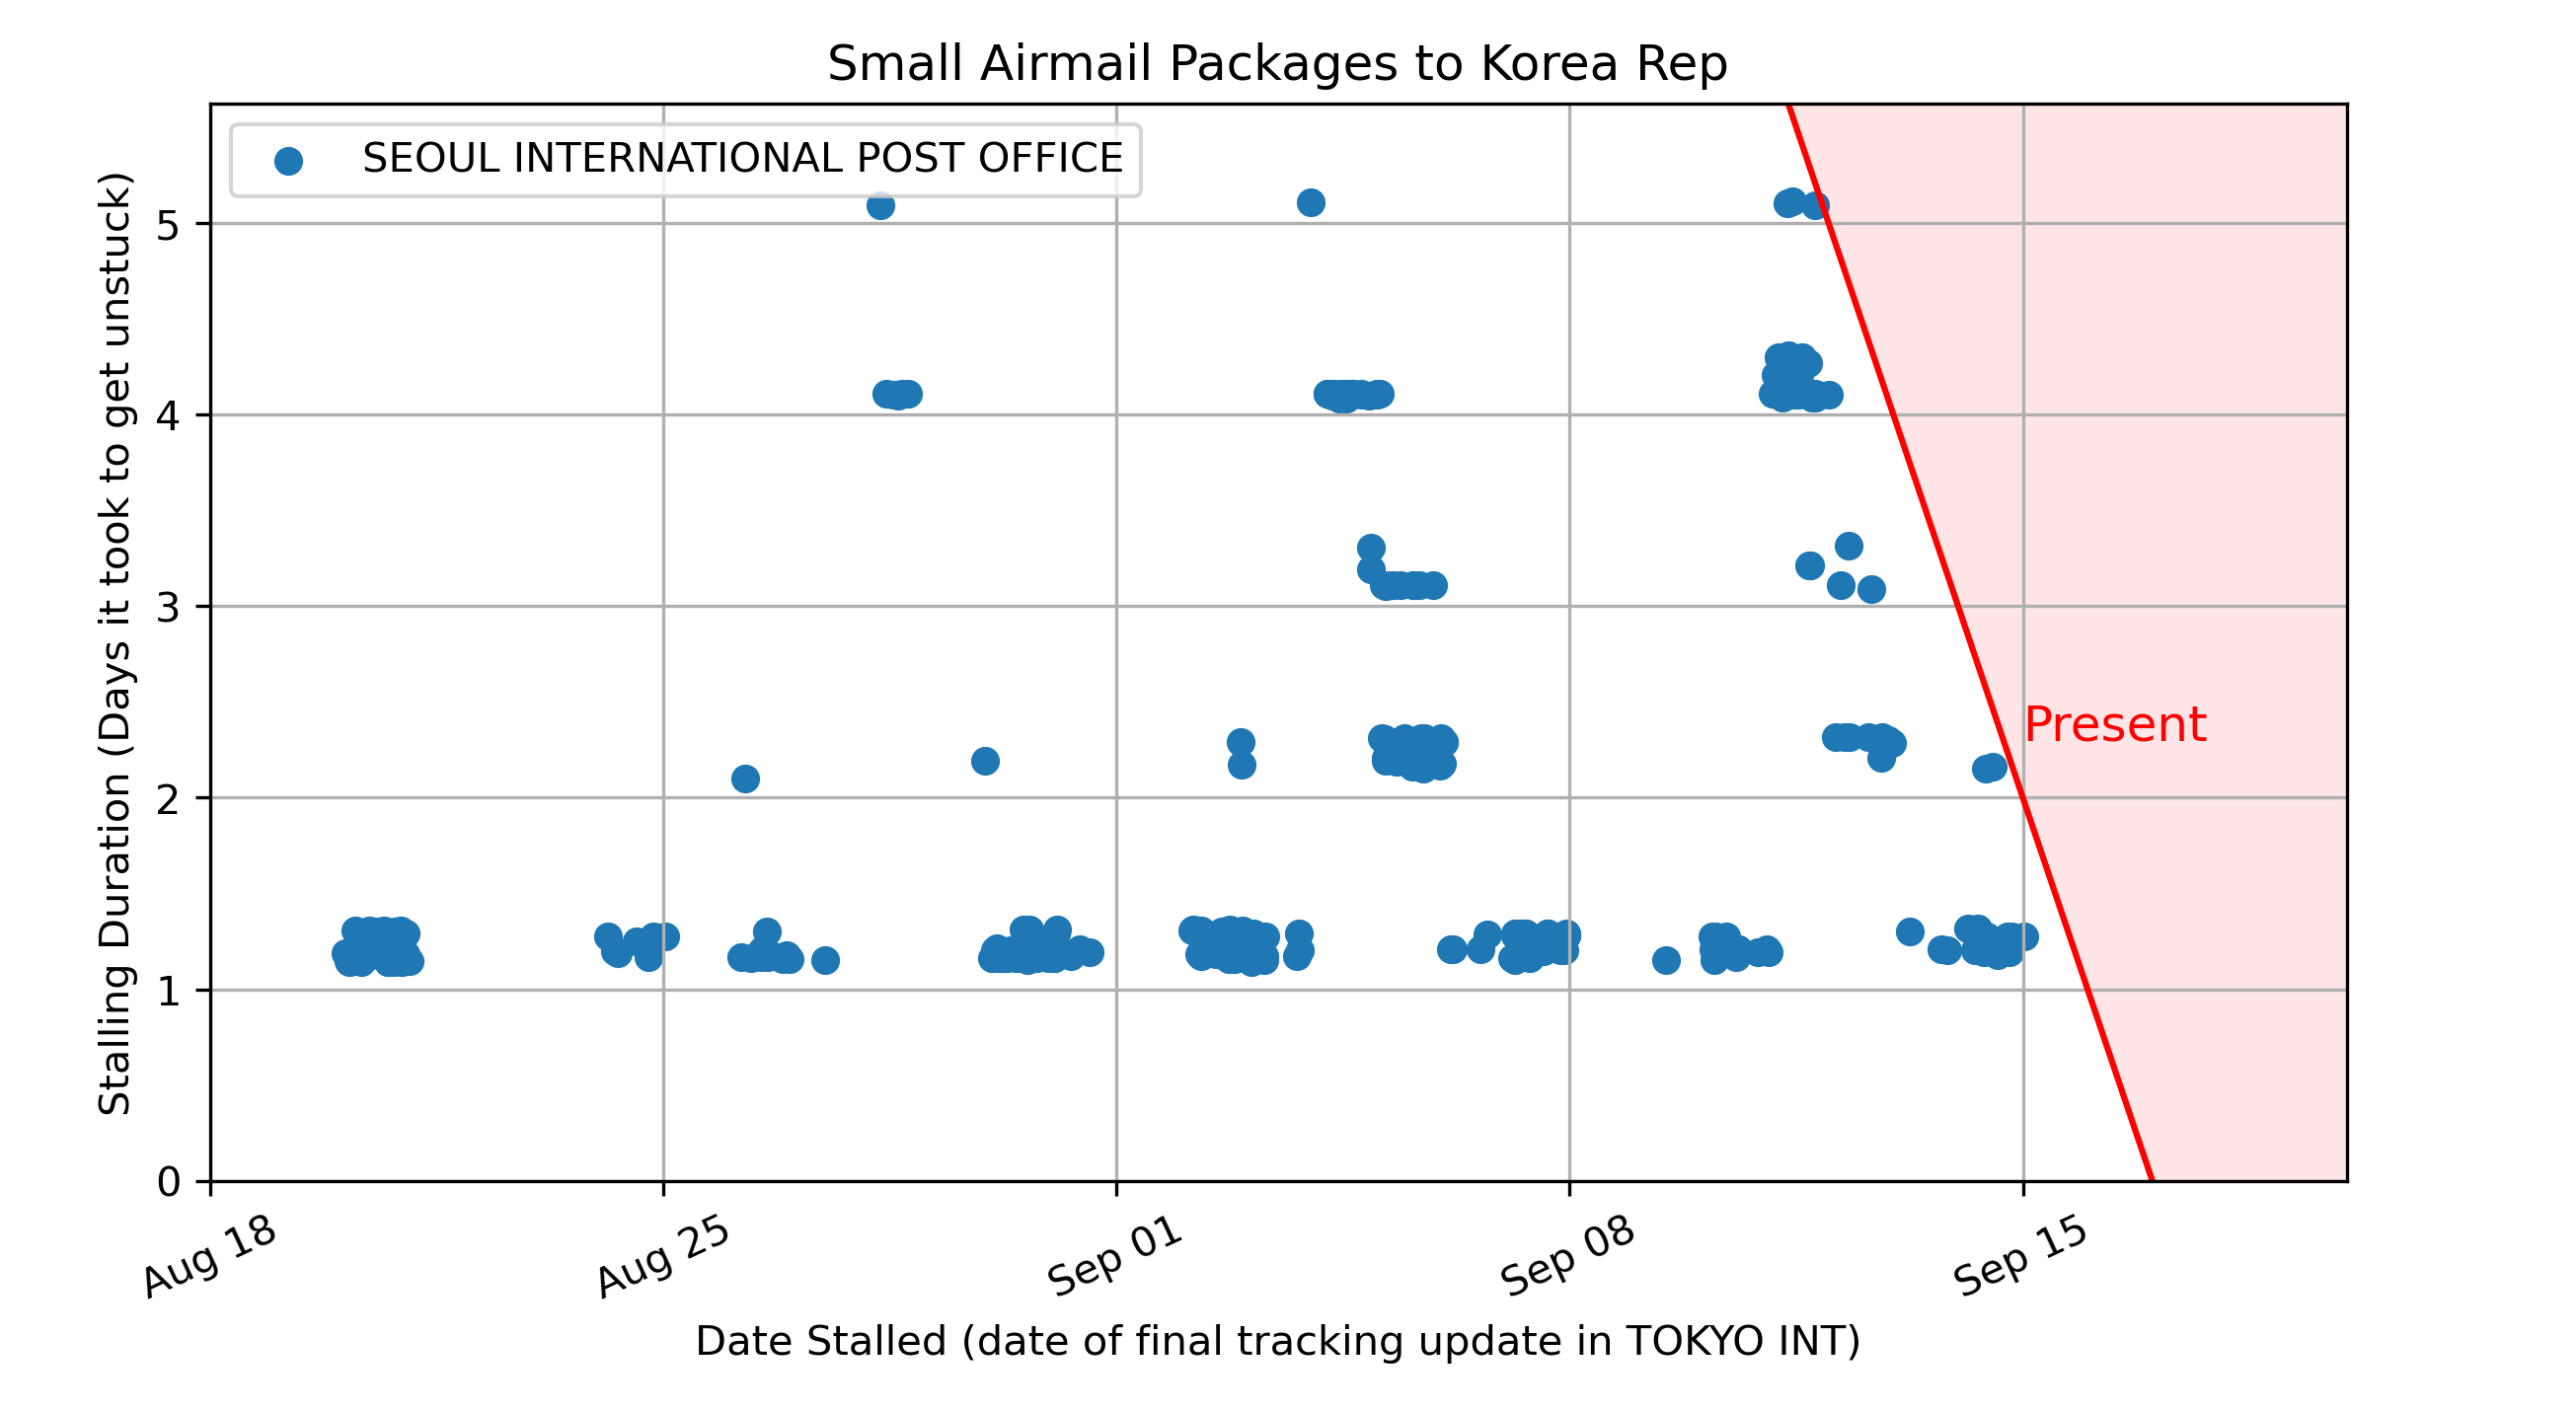 Small Airmail Packages to Korea Rep
SEOUL INTERNATIONAL POST OFFICE
Stalling Duration (Days it took to get unstuck)
5
4
3
2
1
0
Present
Aug 18
Aug 25
Sep 01
Sep 08
Sep 15
Date Stalled (date of final tracking update in TOKYO INT)